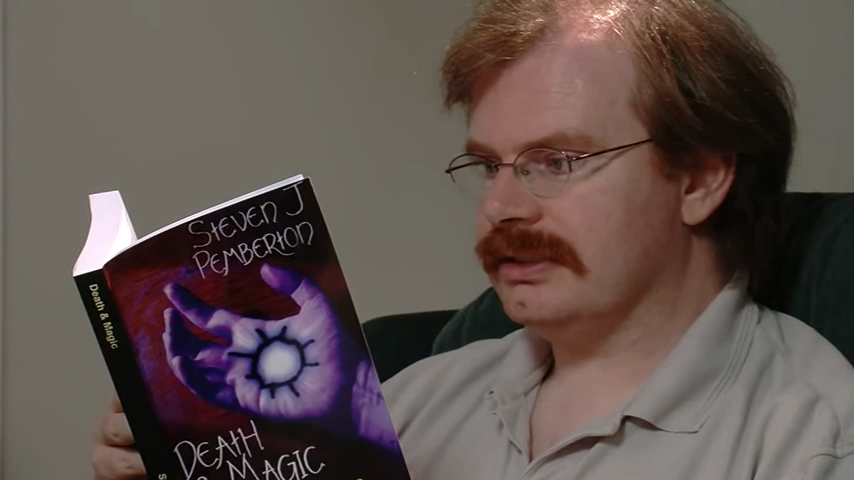 STEVEN J
PEMBERTON
Death & Magic
DEATH
& MAGIC